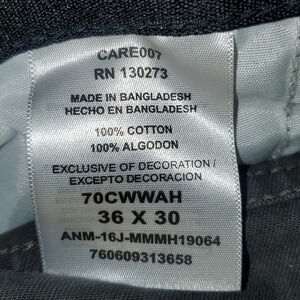 CARE007
RN 130273
MADE IN BANGLADESH
HECHO EN BANGLADESH
100% COTTON
100% ALGODON
EXCLUSIVE OF DECORATION /
EXCEPTO DECORACION
70CWWAH
36 X 30
ANM-16J-MMMH19064
760609313658